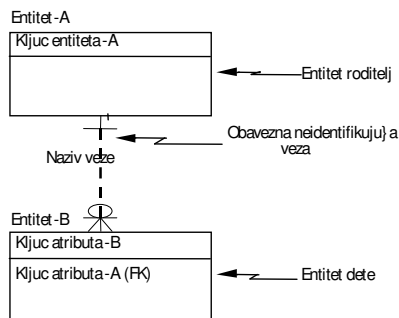 Entitet-A
Kljuc entiteta-A
Entitet roditelj
Obavezna neidentifikuju}a
veza
Naziv veze
Entitet-B
Kljuc atributa-B
Kljuc atributa-A (FK)
Entitet dete